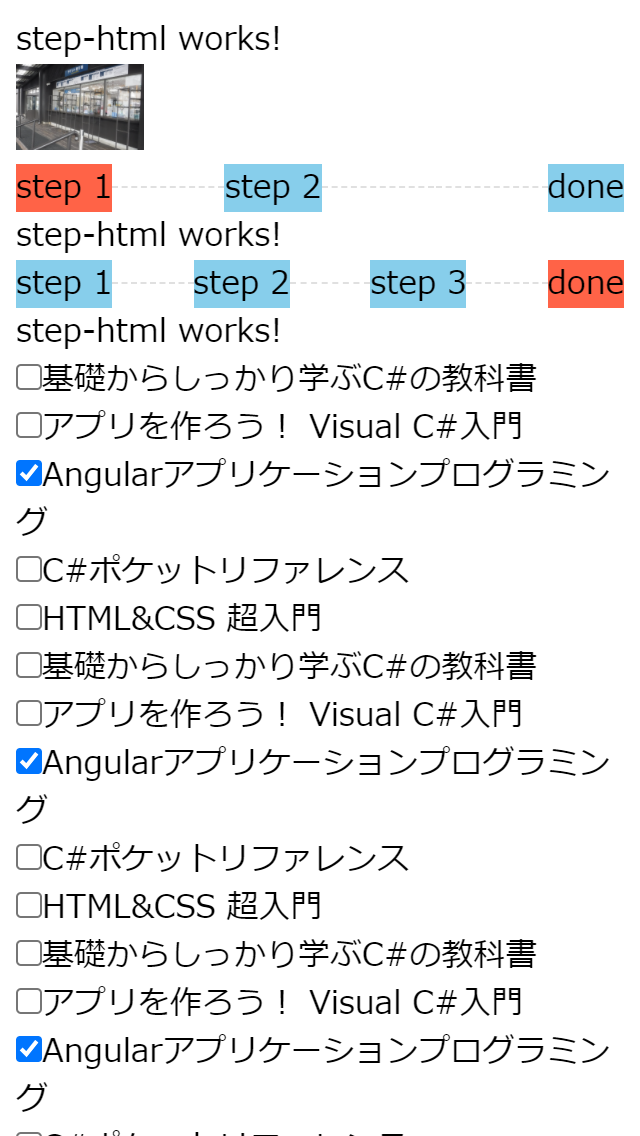 step-html works!
step 1 step 2 done
step-html works!
step 1 step 2 step 3 done
step-html works!
基礎からしっかり学ぶC#の教科書
アプリを作ろう! Visual C#入門
Angularアプリケーションプログラミン
グ
C#ポケットリファレンス
HTML&CSS 超入門
基礎からしっかり学ぶC#の教科書
アプリを作ろう! Visual C#入門
Angularアプリケーションプログラミン
グ
C#ポケットリファレンス
HTML&CSS 超入門
基礎からしっかり学ぶC#の教科書
アプリを作ろう! Visual C#入門
Angularアプリケーションプログラミン
グ